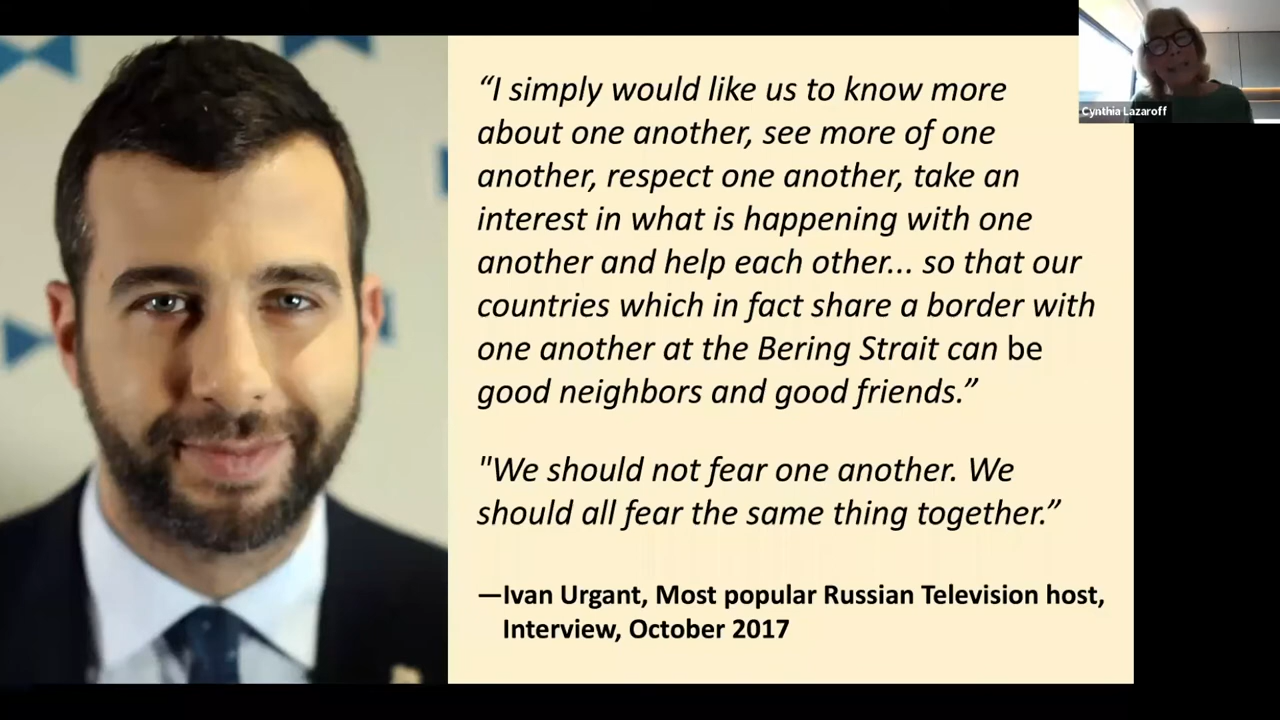 “I simply would like us to know more
about one another, see more of one
another, respect one another, take an
interest in what is happening with one
another and help each other... so that our
countries which in fact share a border with
one another at the Bering Strait can be
good neighbors and good friends.”
"We should not fear one another. We
should all fear the same thing together.”
—Ivan Urgant, Most popular Russian Television host,
Interview, October 2017
Cynthia Lazaroff